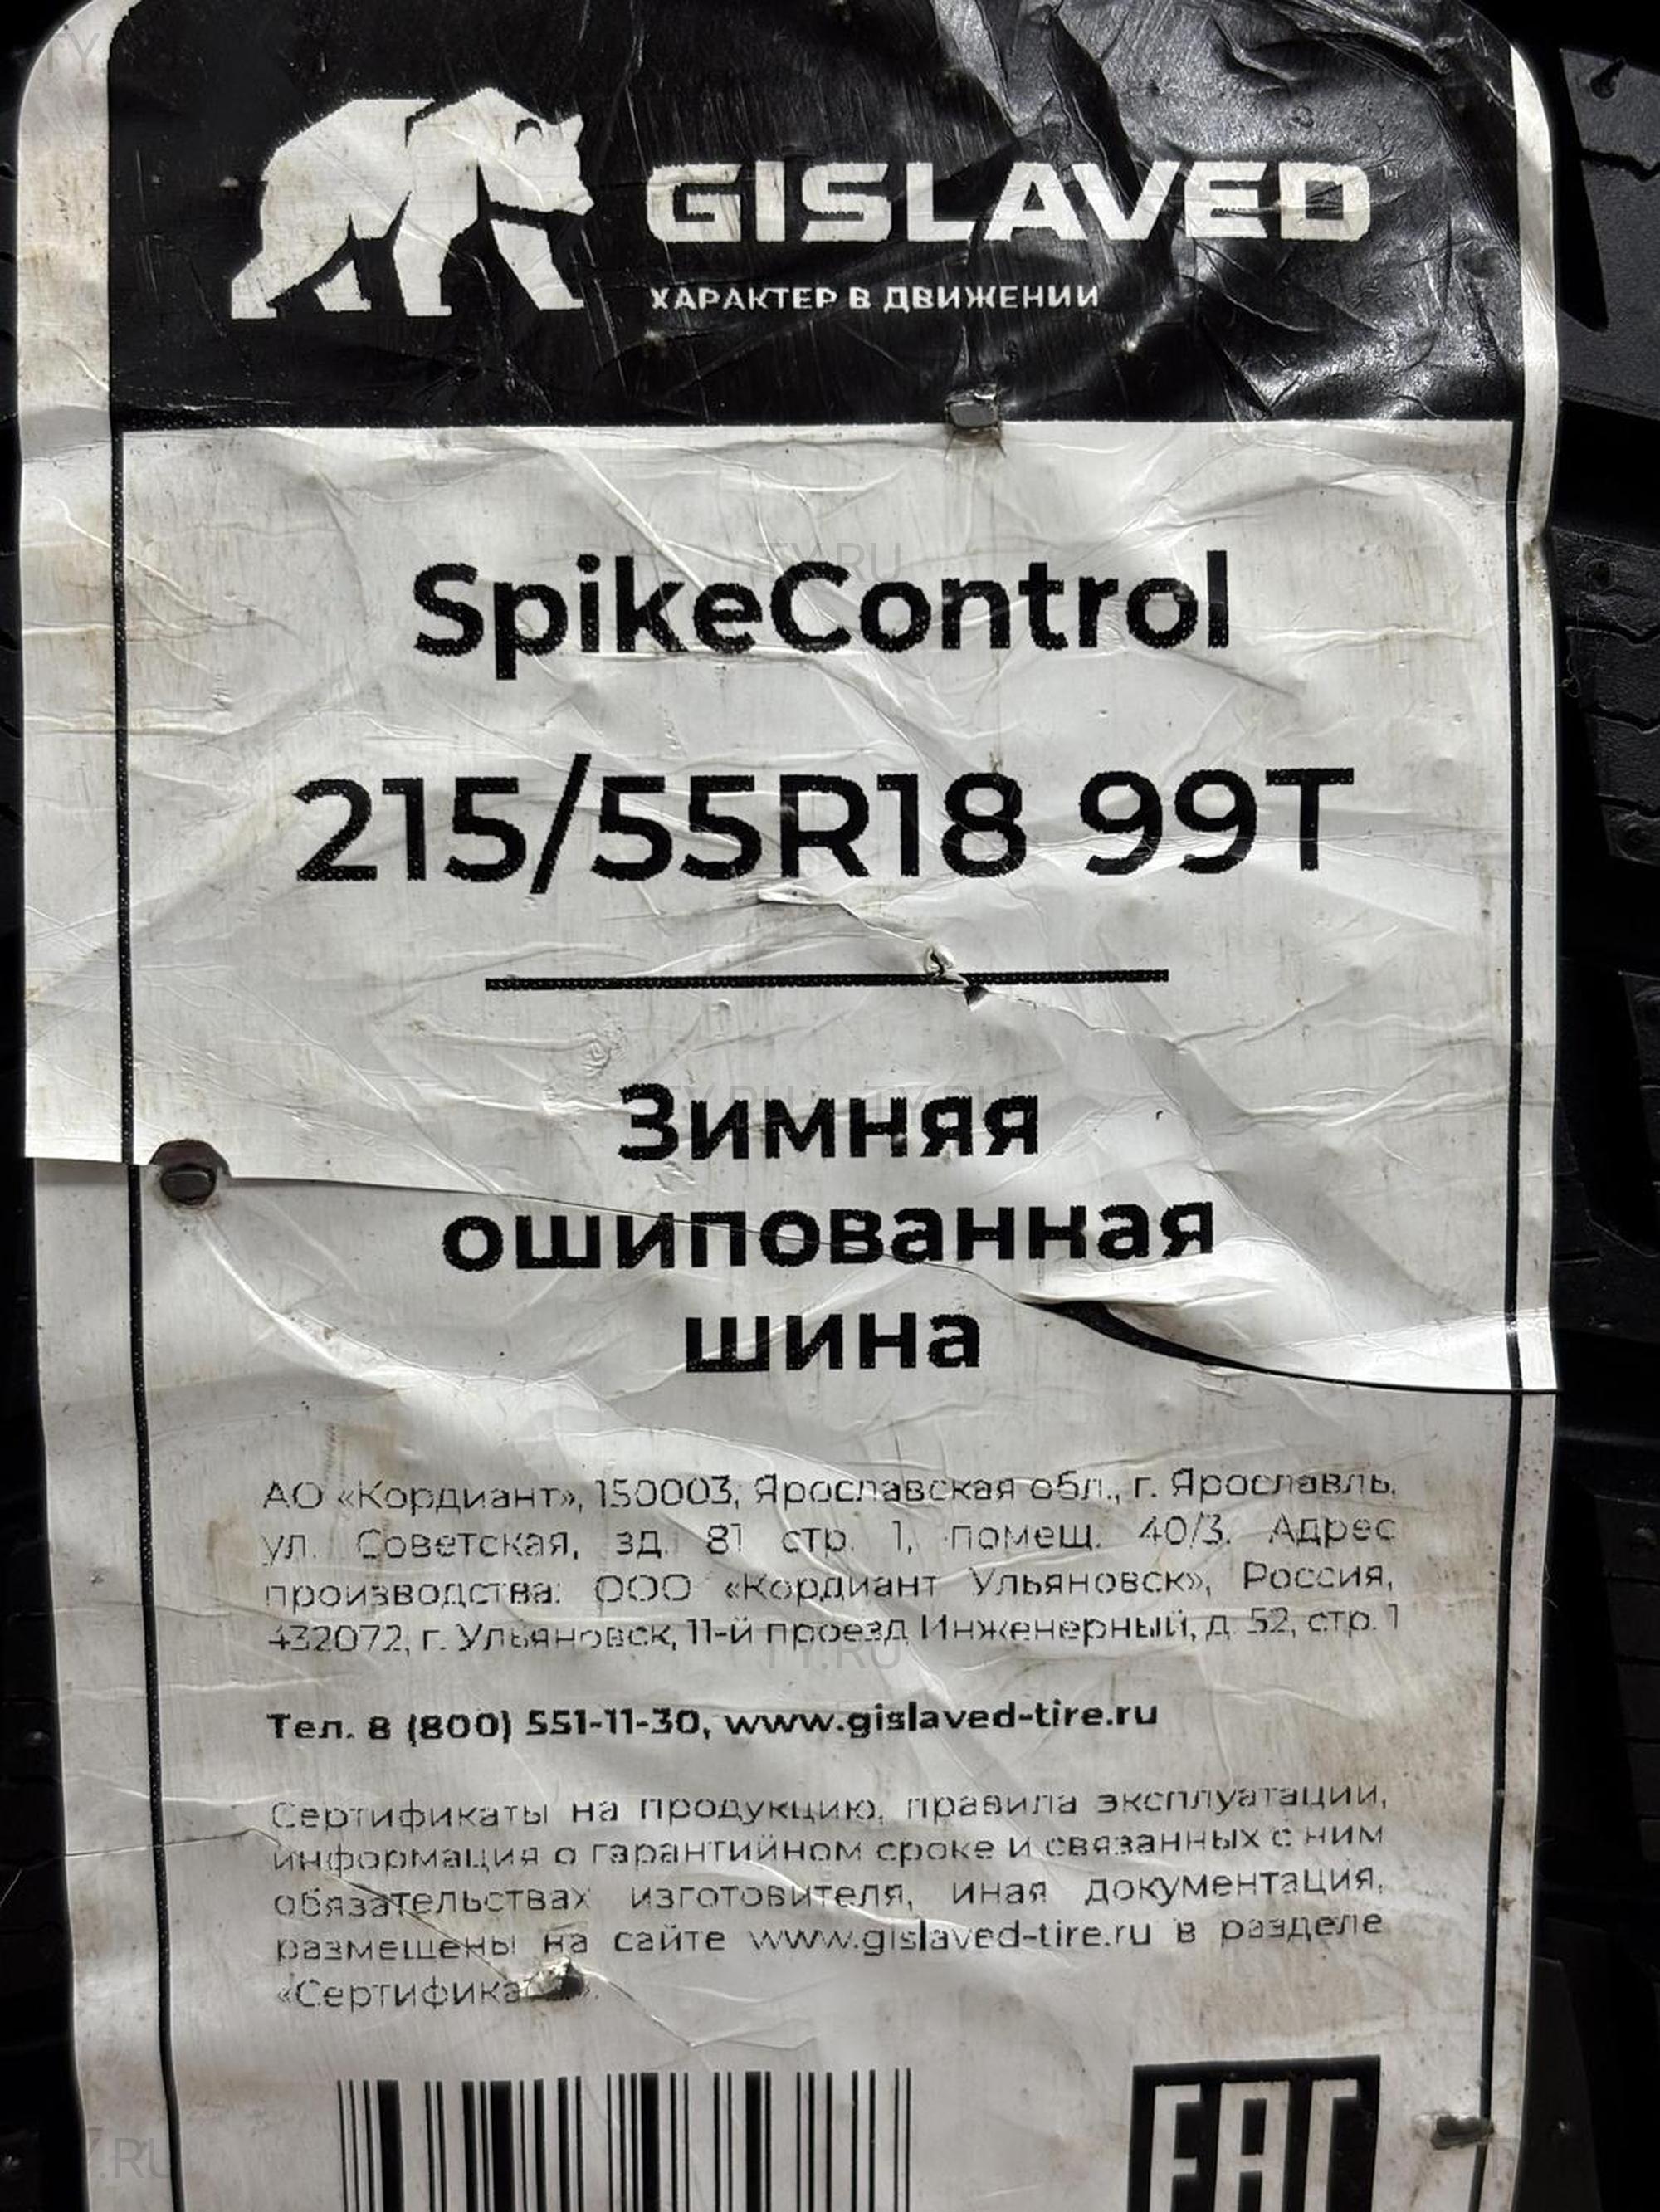 GISLAVED
ХАРАКТЕР В ДВИЖЕНИИ
SpikeControl
215/55R18 99T
Зимняя
ошипованная
шина
АО «Кордиант», 150003, Ярославская обл., г. Ярославль,
ул. Советская, зд. 81 стр. 1, помещ. 40/3. Адрес
производства: ООО «Кордиант Ульяновск», Россия,
432072, г. Ульяновск, 11-й проезд Инженерный, д. 52, стр. 1
Тел. 8 (800) 551-11-30, www.gislaved-tire.ru
Сертификаты на продукцию, правила эксплуатации,
информация о гарантийном сроке и связанных с ним
обязательствах изготовителя, иная документация,
размещены на сайте www.gislaved-tire.ru в разделе
EAC